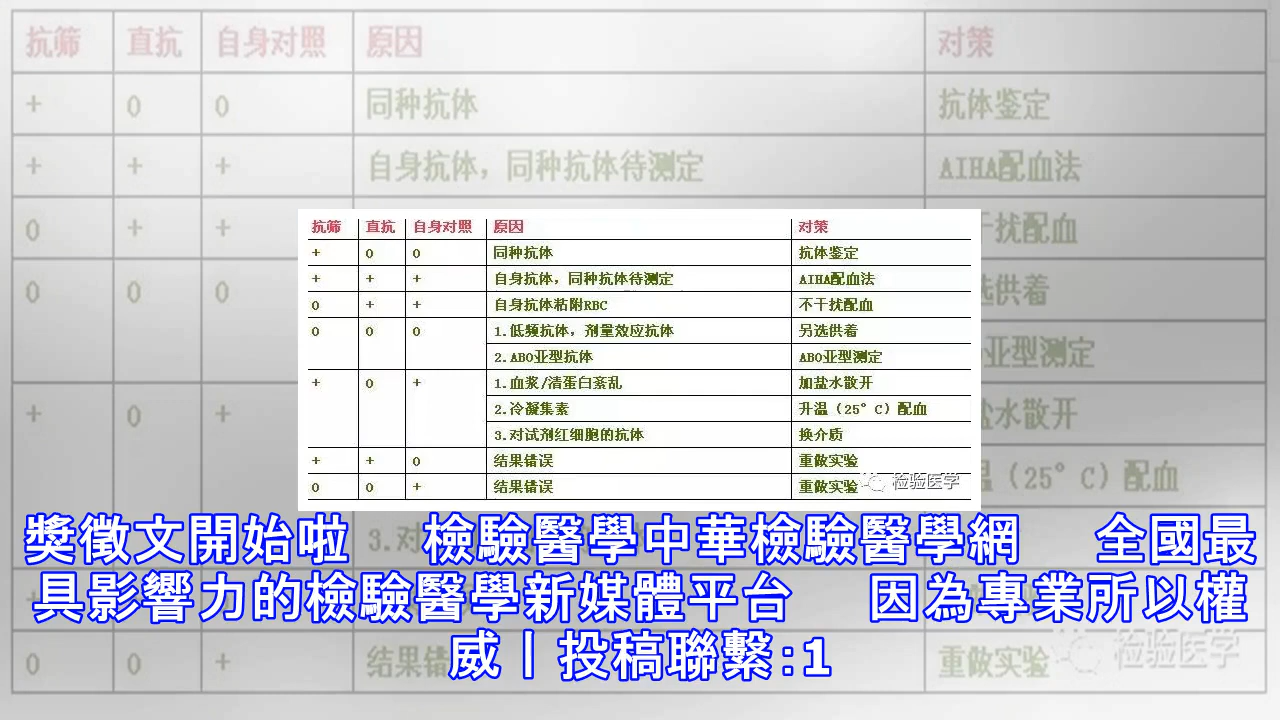 抗筛 直抗 自身对照 原因 对策
+ 0 0 同种抗体 抗体鉴定
+ + + 自身抗体，同种抗体待测定 AIHA配血法
0 + + 自身抗体粘附RBC 不干扰配血
0 0 0 1.低频抗体，剂量效应抗体 另选供着
2.ABO亚型抗体 ABO亚型测定
+ 0 + 1.血浆/清蛋白紊乱 加盐水散开
2.冷凝集素 升温（25°C）配血
3.对试剂红细胞的抗体 换介质
+ + 0 结果错误 重做实验
0 0 + 结果错误 重做实验
检验医学
獎徵文開始啦 檢驗醫學中華檢驗醫學網 全國最
具影響力的檢驗醫學新媒體平台 因為專業所以權
威丨投稿聯繫:1